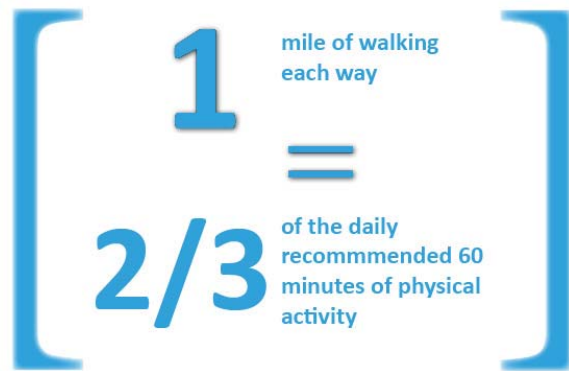 1
mile of walking
each way
=
2/3
of the daily
recommmended 60
minutes of physical
activity